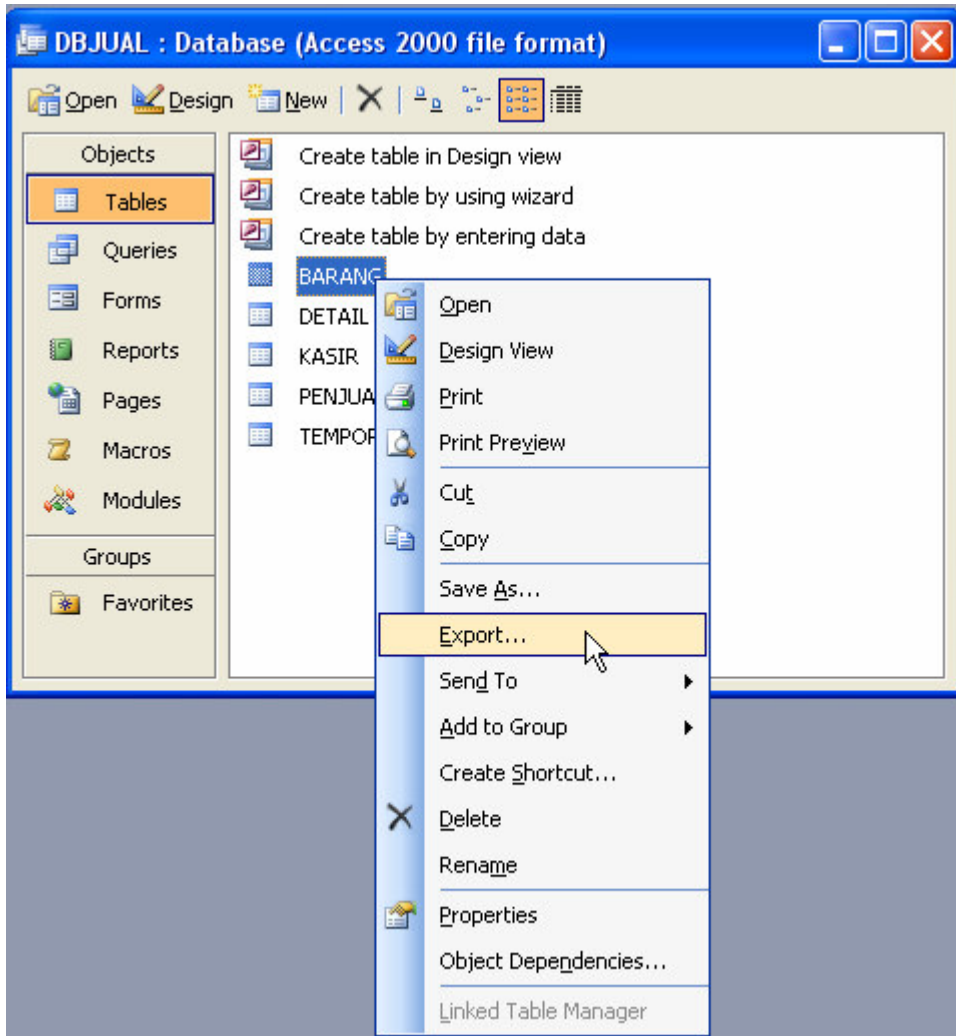 DBJUAL : Database (Access 2000 file format)
Open Design New
Objects
Tables
Queries
Forms
Reports
Pages
Macros
Modules
Groups
Favorites
Create table in Design view
Create table by using wizard
Create table by entering data
BARANG
DETAIL
KASIR
PENJUA
TEMPOR
Open
Design View
Print
Print Preview
Cut
Copy
Save As...
Export...
Send To
Add to Group
Create Shortcut...
Delete
Rename
Properties
Object Dependencies...
Linked Table Manager